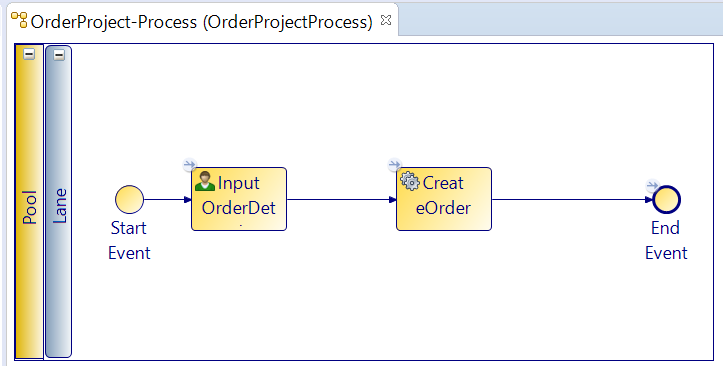 OrderProject-Process (OrderProjectProcess)
Pool
Lane
Start
Event
Input
OrderDet
Creat
eOrder
End
Event